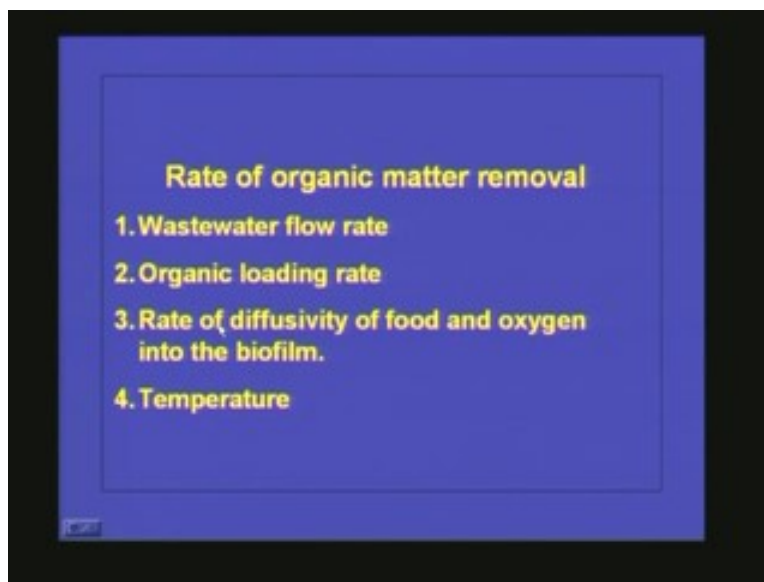 Rate of organic matter removal
1. Wastewater flow rate
2. Organic loading rate
3. Rate of diffusivity of food and oxygen
into the biofilm.
4. Temperature